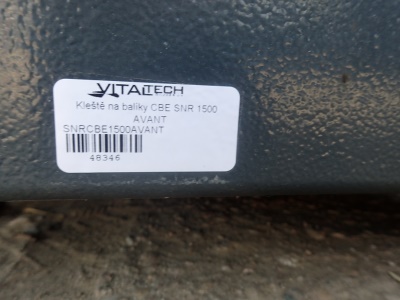 VITALTECH
Kleště na balíky CBE SNR 1500
AVANT
SNRCBE1500AVANT
48346